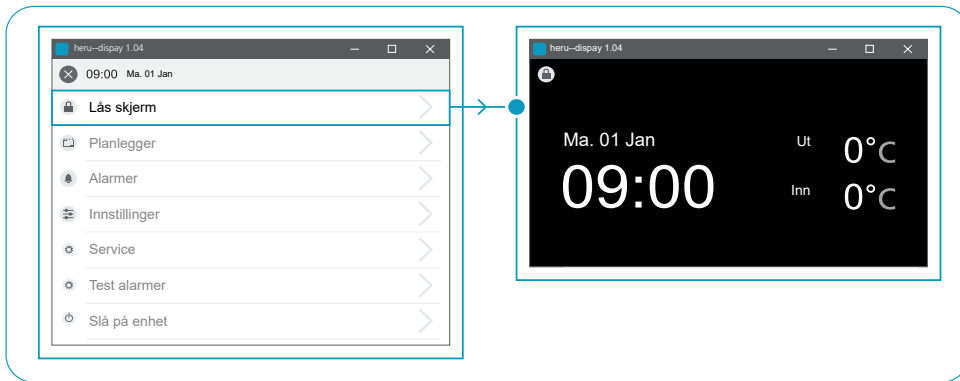 heru--dispay 1.04
09:00 Ma. 01 Jan
Lås skjerm
Planlegger
Alarmer
Innstillinger
Service
Test alarmer
Slå på enhet
heru--dispay 1.04
Ma. 01 Jan
09:00
Ut 0°C
Inn 0°C